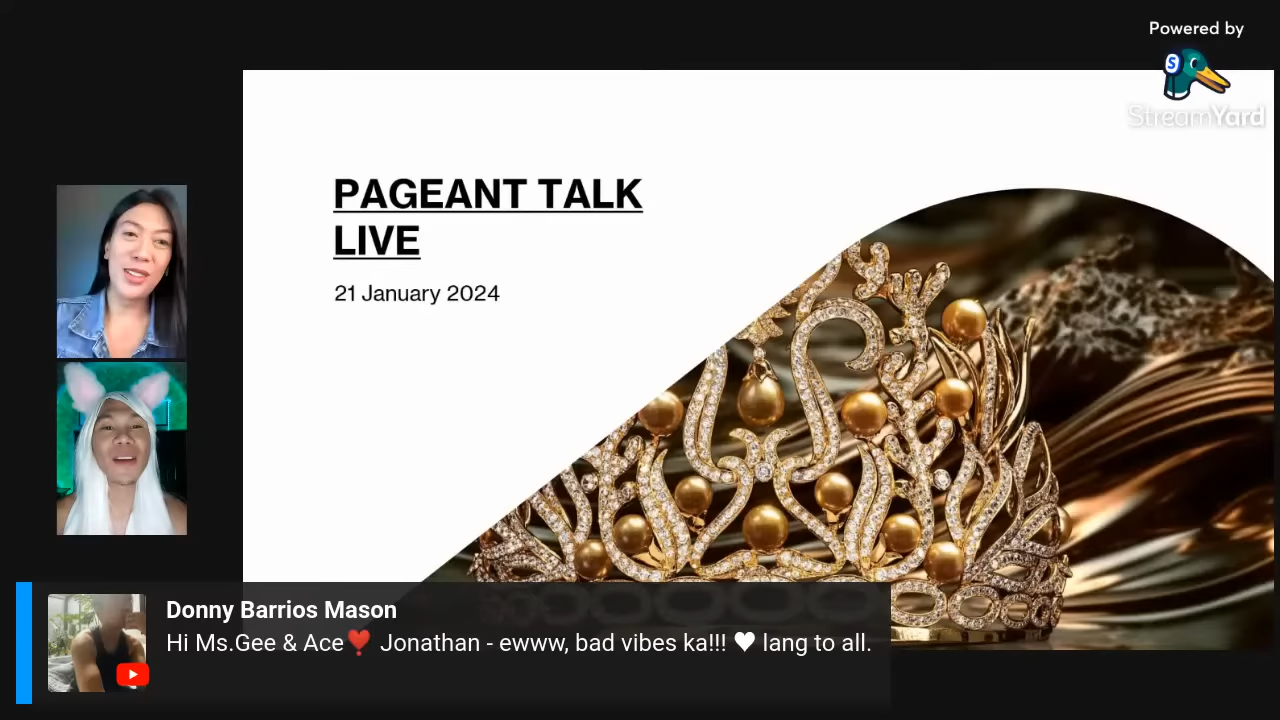 Powered by
StreamYard
PAGEANT TALK
LIVE
21 January 2024
Donny Barrios Mason
Hi Ms.Gee & Ace❣️ Jonathan - ewww, bad vibes ka!!! ♥ lang to all.